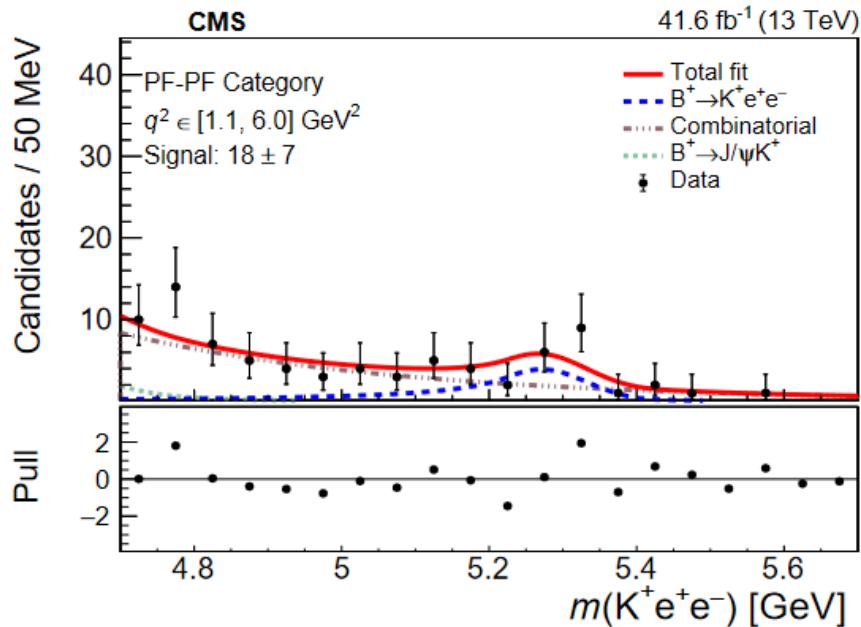 CMS
41.6 fb⁻¹ (13 TeV)
Candidates / 50 MeV
40
30
20
10
PF-PF Category
q² ∈ [1.1, 6.0] GeV²
Signal: 18 ± 7
Total fit
B⁺→K⁺e⁺e⁻
Combinatorial
B⁺→J/ψK⁺
Data
Pull
2
0
−2
4.8 5 5.2 5.4 5.6
m(K⁺e⁺e⁻) [GeV]